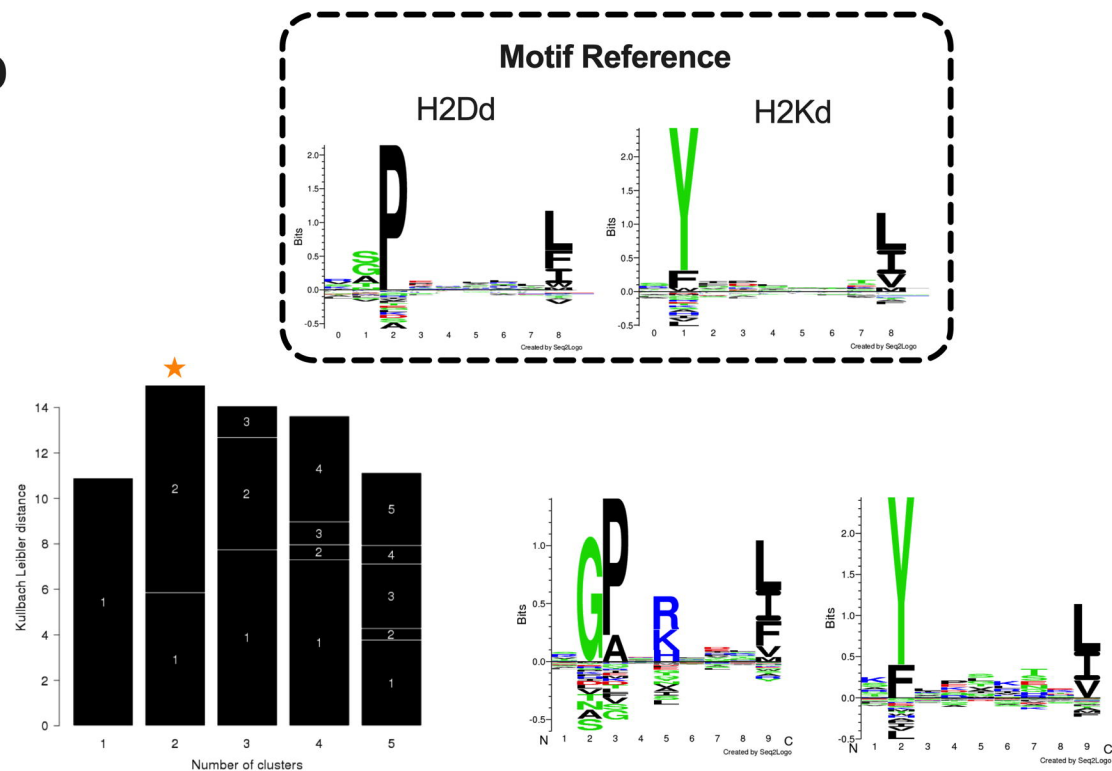 Motif Reference
H2Dd H2Kd
2.0
1.5
1.0
0.5
0.0
-0.5
Bits
P
S
G
A
L
F
I
0 1 2 3 4 5 6 7 8
Created by Seq2Logo
2.0
1.5
1.0
0.5
0.0
-0.5
Bits
Y
F
L
I
V
0 1 2 3 4 5 6 7 8
Created by Seq2Logo
14
12
10
8
6
4
2
0
Kullbach Leibler distance
1
2
1
3
2
1
4
3
2
1
5
4
3
2
1
1 2 3 4 5
Number of clusters
1.0
0.5
0.0
-0.5
Bits
G
P
A
R
K
L
I
F
V
N
A
S
G
N 1 2 3 4 5 6 7 8 9 C
Created by Seq2Logo
2.0
1.5
1.0
0.5
0.0
-0.5
Bits
Y
F
L
I
V
N 1 2 3 4 5 6 7 8 9 C
Created by Seq2Logo